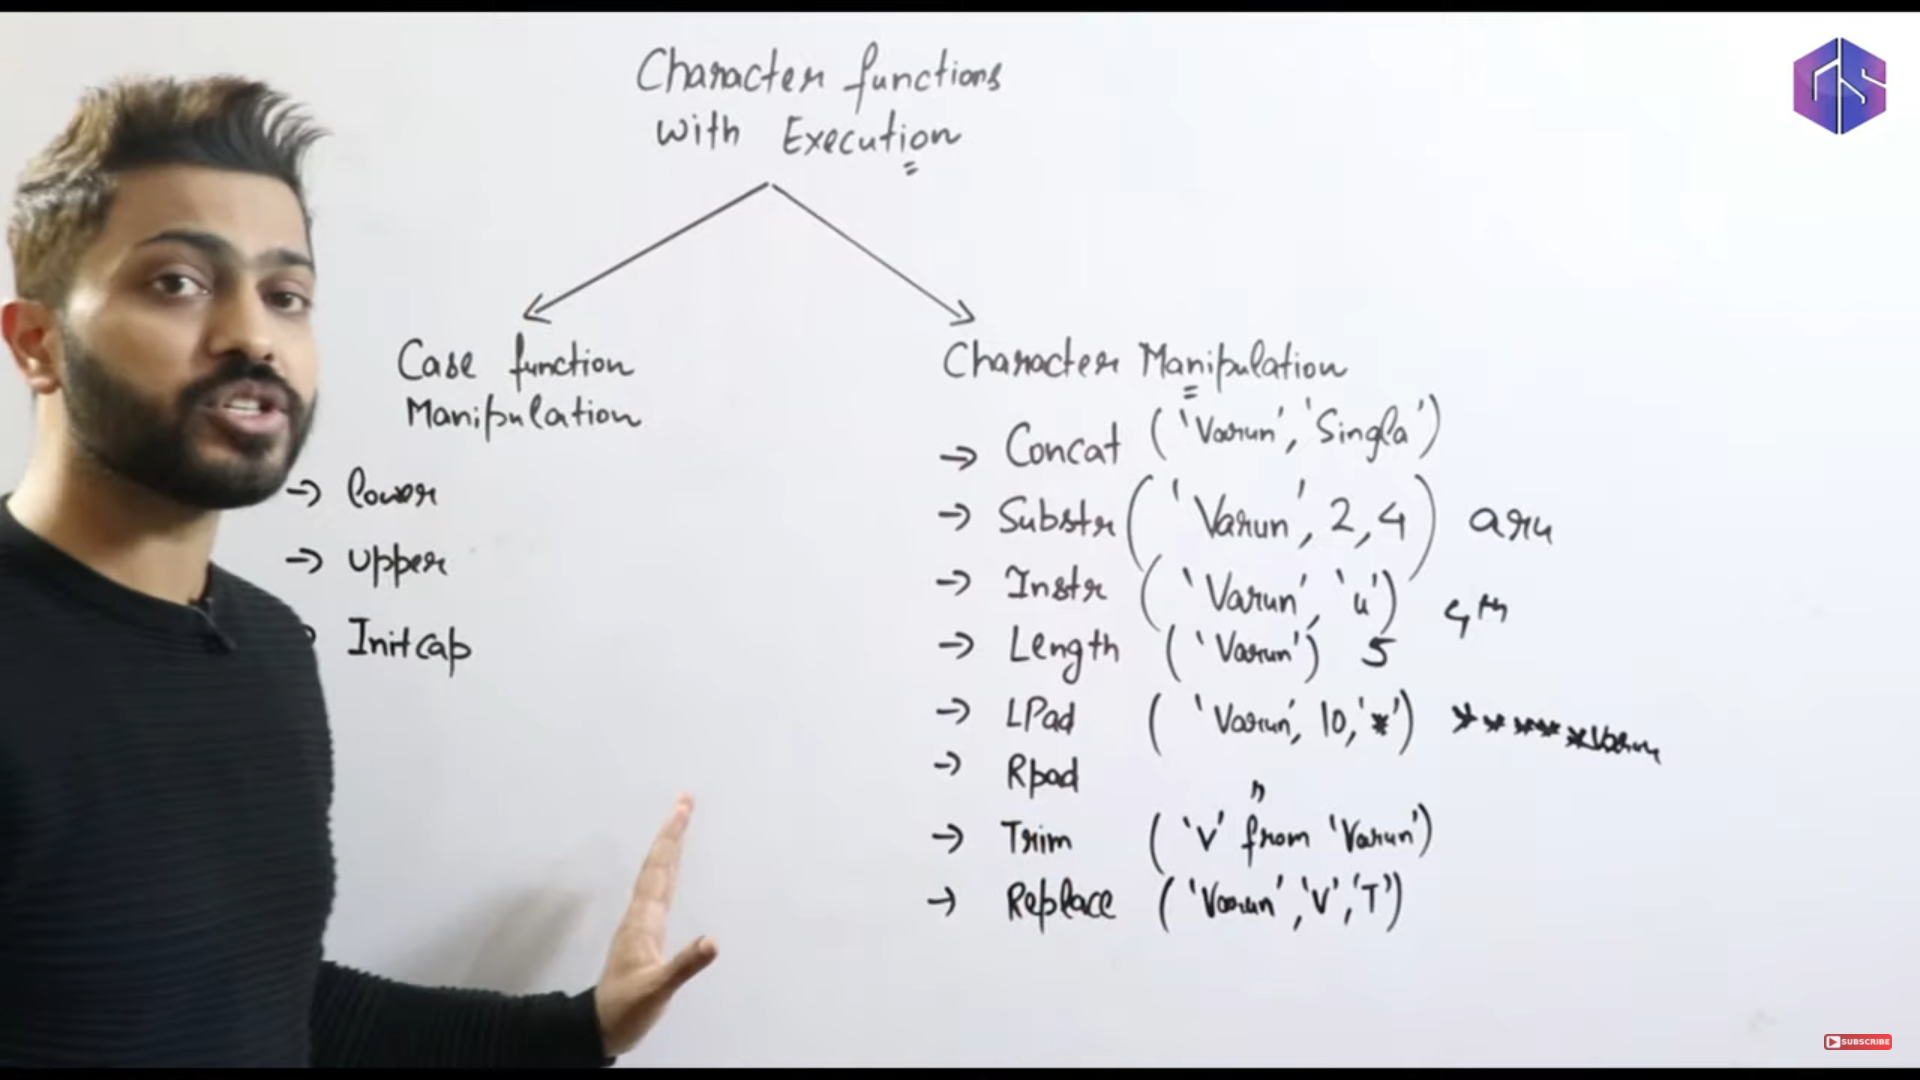 Character functions
with Execution
Case function
Manipulation
→ lower
→ upper
Initcap
Character Manipulation
→ Concat ('Varun', 'Singla')
→ Substr ('Varun', 2,4) aru
→ Instr ('Varun', 'u') 4th
→ Length ('Varun') 5
→ LPad ('Varun', 10,'*') *****Varun
→ Rpad
→ Trim ('V' from 'Varun')
→ Replace ('Varun','V','T')
GS
SUBSCRIBE